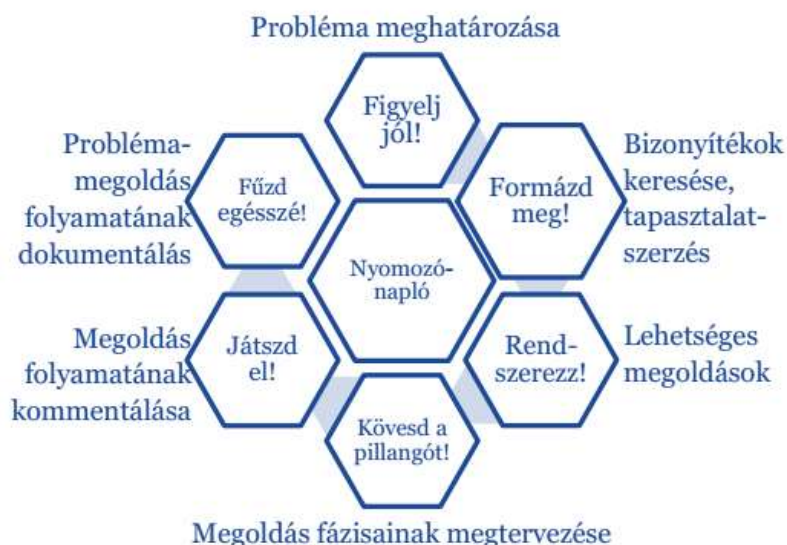 Probléma meghatározása
Figyelj
jól!
Formázd
meg!
Bizonyítékok
keresése,
tapasztalat-
szerzés
Rend-
szerezz!
Lehetséges
megoldások
Kövesd a
pillangót!
Megoldás fázisainak megtervezése
Játszd
el!
Megoldás
folyamatának
kommentálása
Fűzd
egésszé!
Probléma-
megoldás
folyamatának
dokumentálás
Nyomozó-
napló